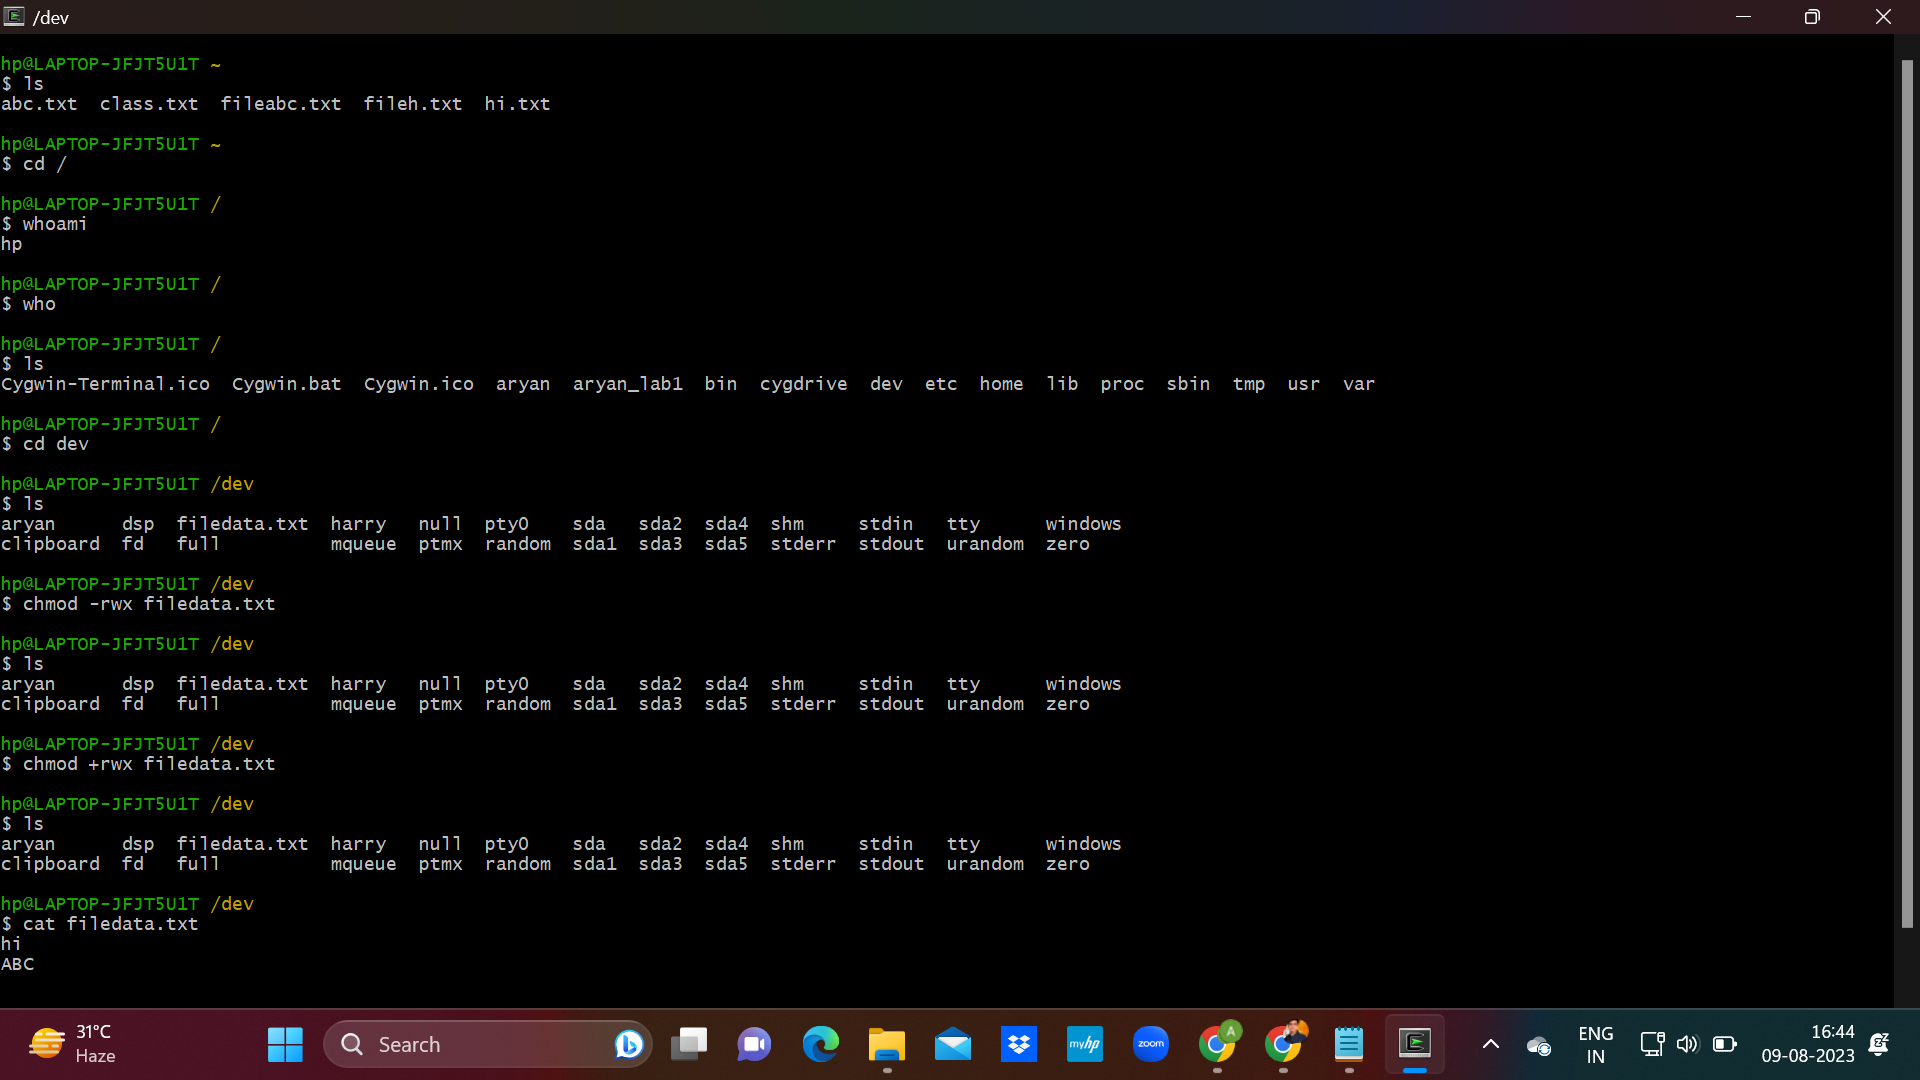 /dev
hp@LAPTOP-JFJT5U1T ~
$ ls
abc.txt  class.txt  fileabc.txt  fileh.txt  hi.txt
hp@LAPTOP-JFJT5U1T ~
$ cd /
hp@LAPTOP-JFJT5U1T /
$ whoami
hp
hp@LAPTOP-JFJT5U1T /
$ who
hp@LAPTOP-JFJT5U1T /
$ ls
Cygwin-Terminal.ico  Cygwin.bat  Cygwin.ico  aryan  aryan_lab1  bin  cygdrive  dev  etc  home  lib  proc  sbin  tmp  usr  var
hp@LAPTOP-JFJT5U1T /
$ cd dev
hp@LAPTOP-JFJT5U1T /dev
$ ls
aryan      dsp  filedata.txt  harry   null  pty0    sda   sda2  sda4  shm     stdin   tty      windows
clipboard  fd   full          mqueue  ptmx  random  sda1  sda3  sda5  stderr  stdout  urandom  zero
hp@LAPTOP-JFJT5U1T /dev
$ chmod -rwx filedata.txt
hp@LAPTOP-JFJT5U1T /dev
$ ls
aryan      dsp  filedata.txt  harry   null  pty0    sda   sda2  sda4  shm     stdin   tty      windows
clipboard  fd   full          mqueue  ptmx  random  sda1  sda3  sda5  stderr  stdout  urandom  zero
hp@LAPTOP-JFJT5U1T /dev
$ chmod +rwx filedata.txt
hp@LAPTOP-JFJT5U1T /dev
$ ls
aryan      dsp  filedata.txt  harry   null  pty0    sda   sda2  sda4  shm     stdin   tty      windows
clipboard  fd   full          mqueue  ptmx  random  sda1  sda3  sda5  stderr  stdout  urandom  zero
hp@LAPTOP-JFJT5U1T /dev
$ cat filedata.txt
hi
ABC
31°C
Haze
Search
myhp
zoom
A
ENG
IN
16:44
09-08-2023